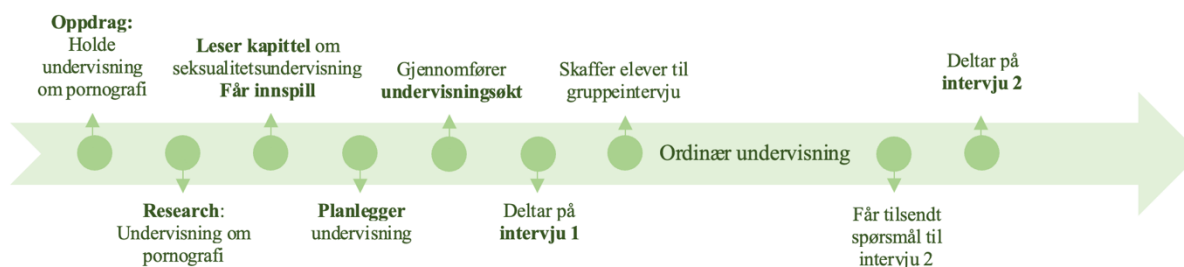 Oppdrag:
Holde
undervisning
om pornografi
Research:
Undervisning om
pornografi
Leser kapittel om
seksualitetsundervisning
Får innspill
Planlegger
undervisning
Gjennomfører
undervisningsøkt
Deltar på
intervju 1
Skaffer elever til
gruppeintervju
Ordinær undervisning
Får tilsendt
spørsmål til
intervju 2
Deltar på
intervju 2